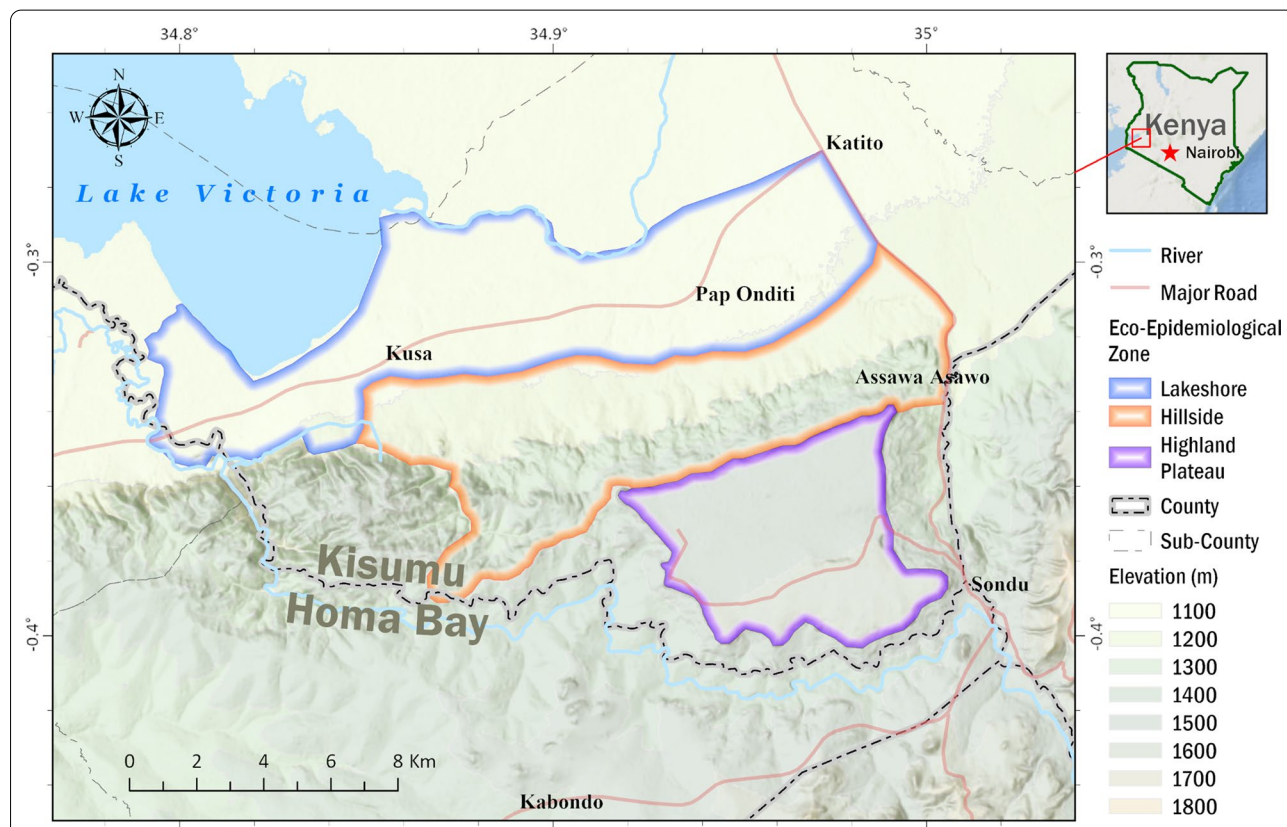 34.8°
34.9°
35°
N
W
E
S
Lake Victoria
Katito
-0.3°
-0.3°
Pap Onditi
Kusa
Assawa Asawo
Kisumu
Homa Bay
Sondu
-0.4°
-0.4°
0 2 4 6 8 Km
Kabondo
Kenya
Nairobi
River
Major Road
Eco-Epidemiological
Zone
Lakeshore
Hillside
Highland
Plateau
County
Sub-County
Elevation (m)
1100
1200
1300
1400
1500
1600
1700
1800